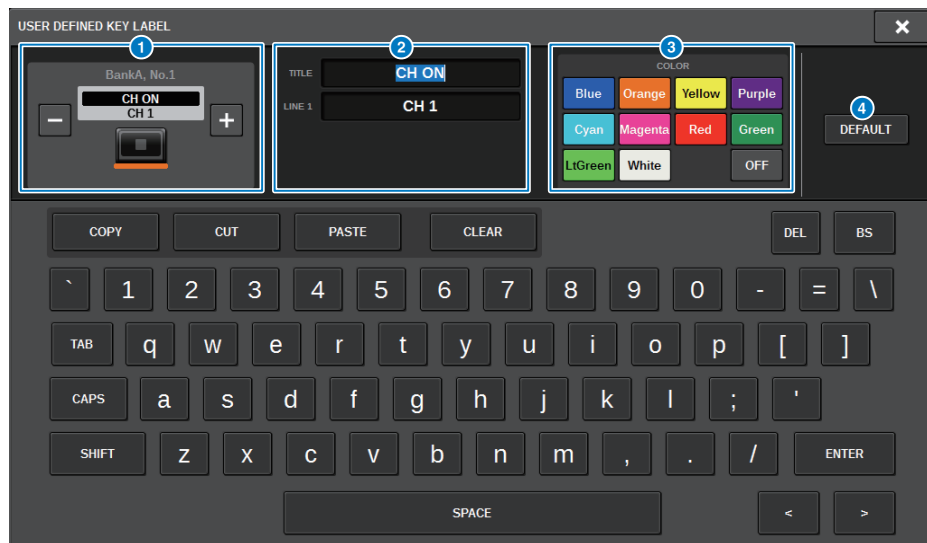 USER DEFINED KEY LABEL ×
1 2 3
BankA, No.1
CH ON
CH 1
− +
TITLE CH ON
LINE 1 CH 1
COLOR
Blue Orange Yellow Purple
Cyan Magenta Red Green
LtGreen White OFF
4
DEFAULT
COPY CUT PASTE CLEAR DEL BS
` 1 2 3 4 5 6 7 8 9 0 - = \
TAB q w e r t y u i o p [ ]
CAPS a s d f g h j k l ; '
SHIFT z x c v b n m , . / ENTER
SPACE < >